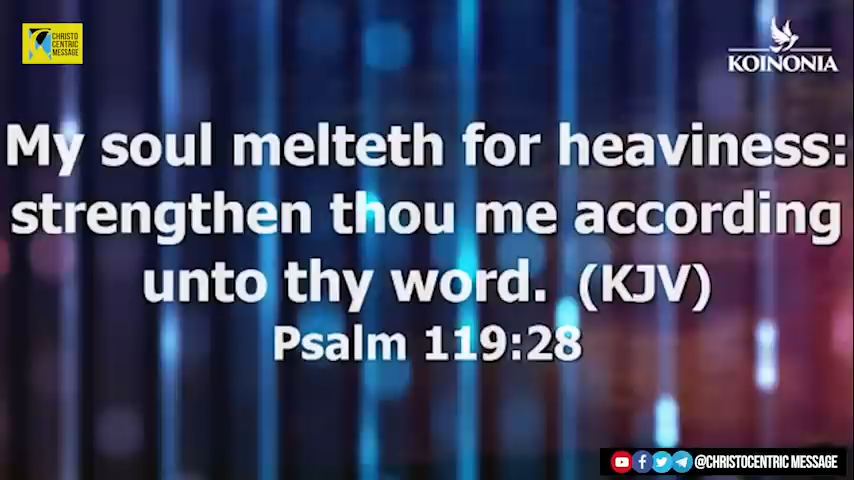 CHRISTO
CENTRIC
MESSAGE
KOINONIA
My soul melteth for heaviness:
strengthen thou me according
unto thy word. (KJV)
Psalm 119:28
@CHRISTOCENTRIC MESSAGE